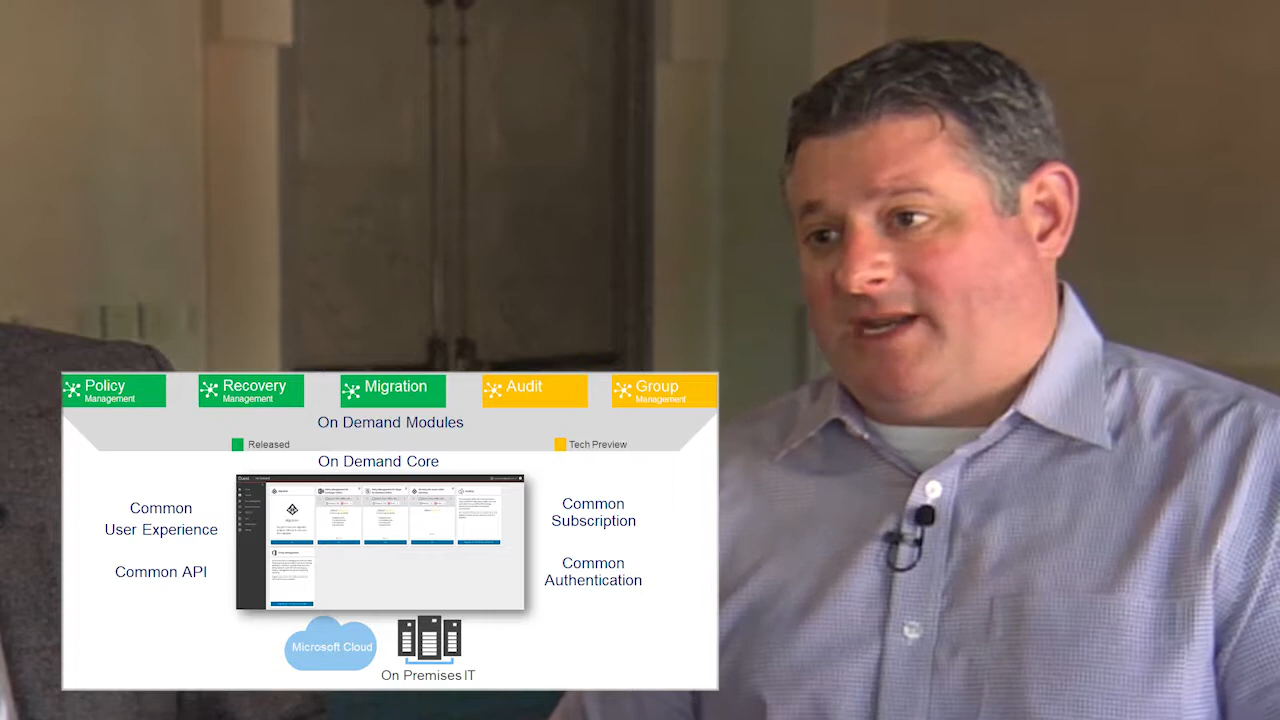 Policy
Management
Recovery
Management
Migration
Audit
Group
Management
On Demand Modules
Released
Tech Preview
On Demand Core
Common
User Experience
Common API
Common
Subscription
Common
Authentication
Microsoft Cloud
On Premises IT